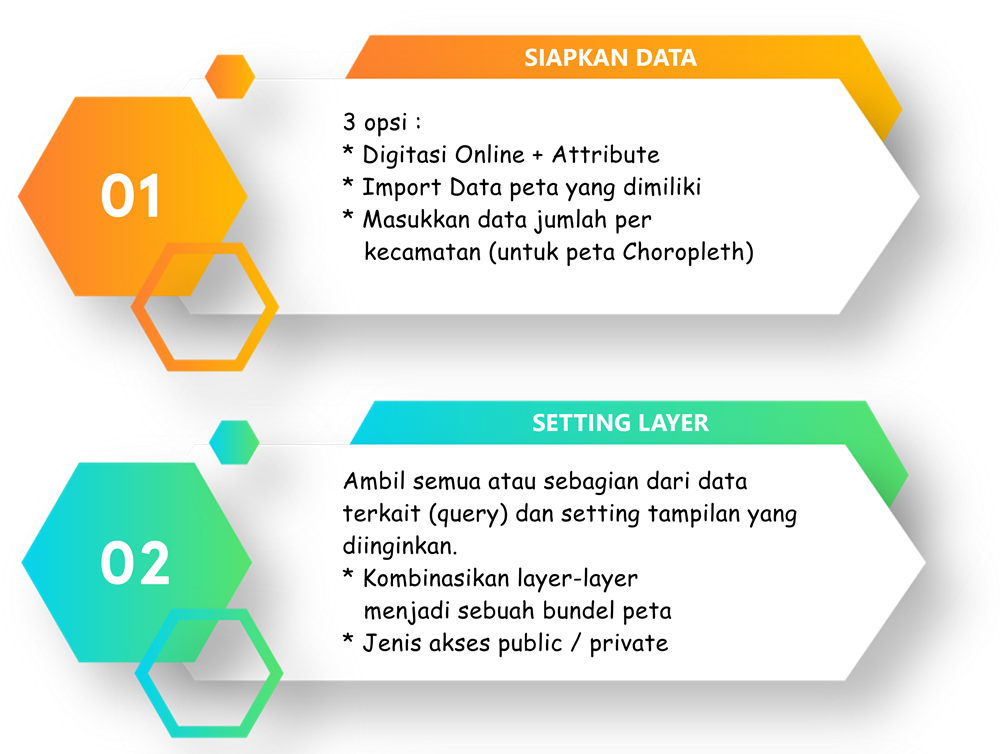 SIAPKAN DATA
01
3 opsi :
* Digitasi Online + Attribute
* Import Data peta yang dimiliki
* Masukkan data jumlah per
kecamatan (untuk peta Choropleth)
SETTING LAYER
02
Ambil semua atau sebagian dari data
terkait (query) dan setting tampilan yang
diinginkan.
* Kombinasikan layer-layer
menjadi sebuah bundel peta
* Jenis akses public / private